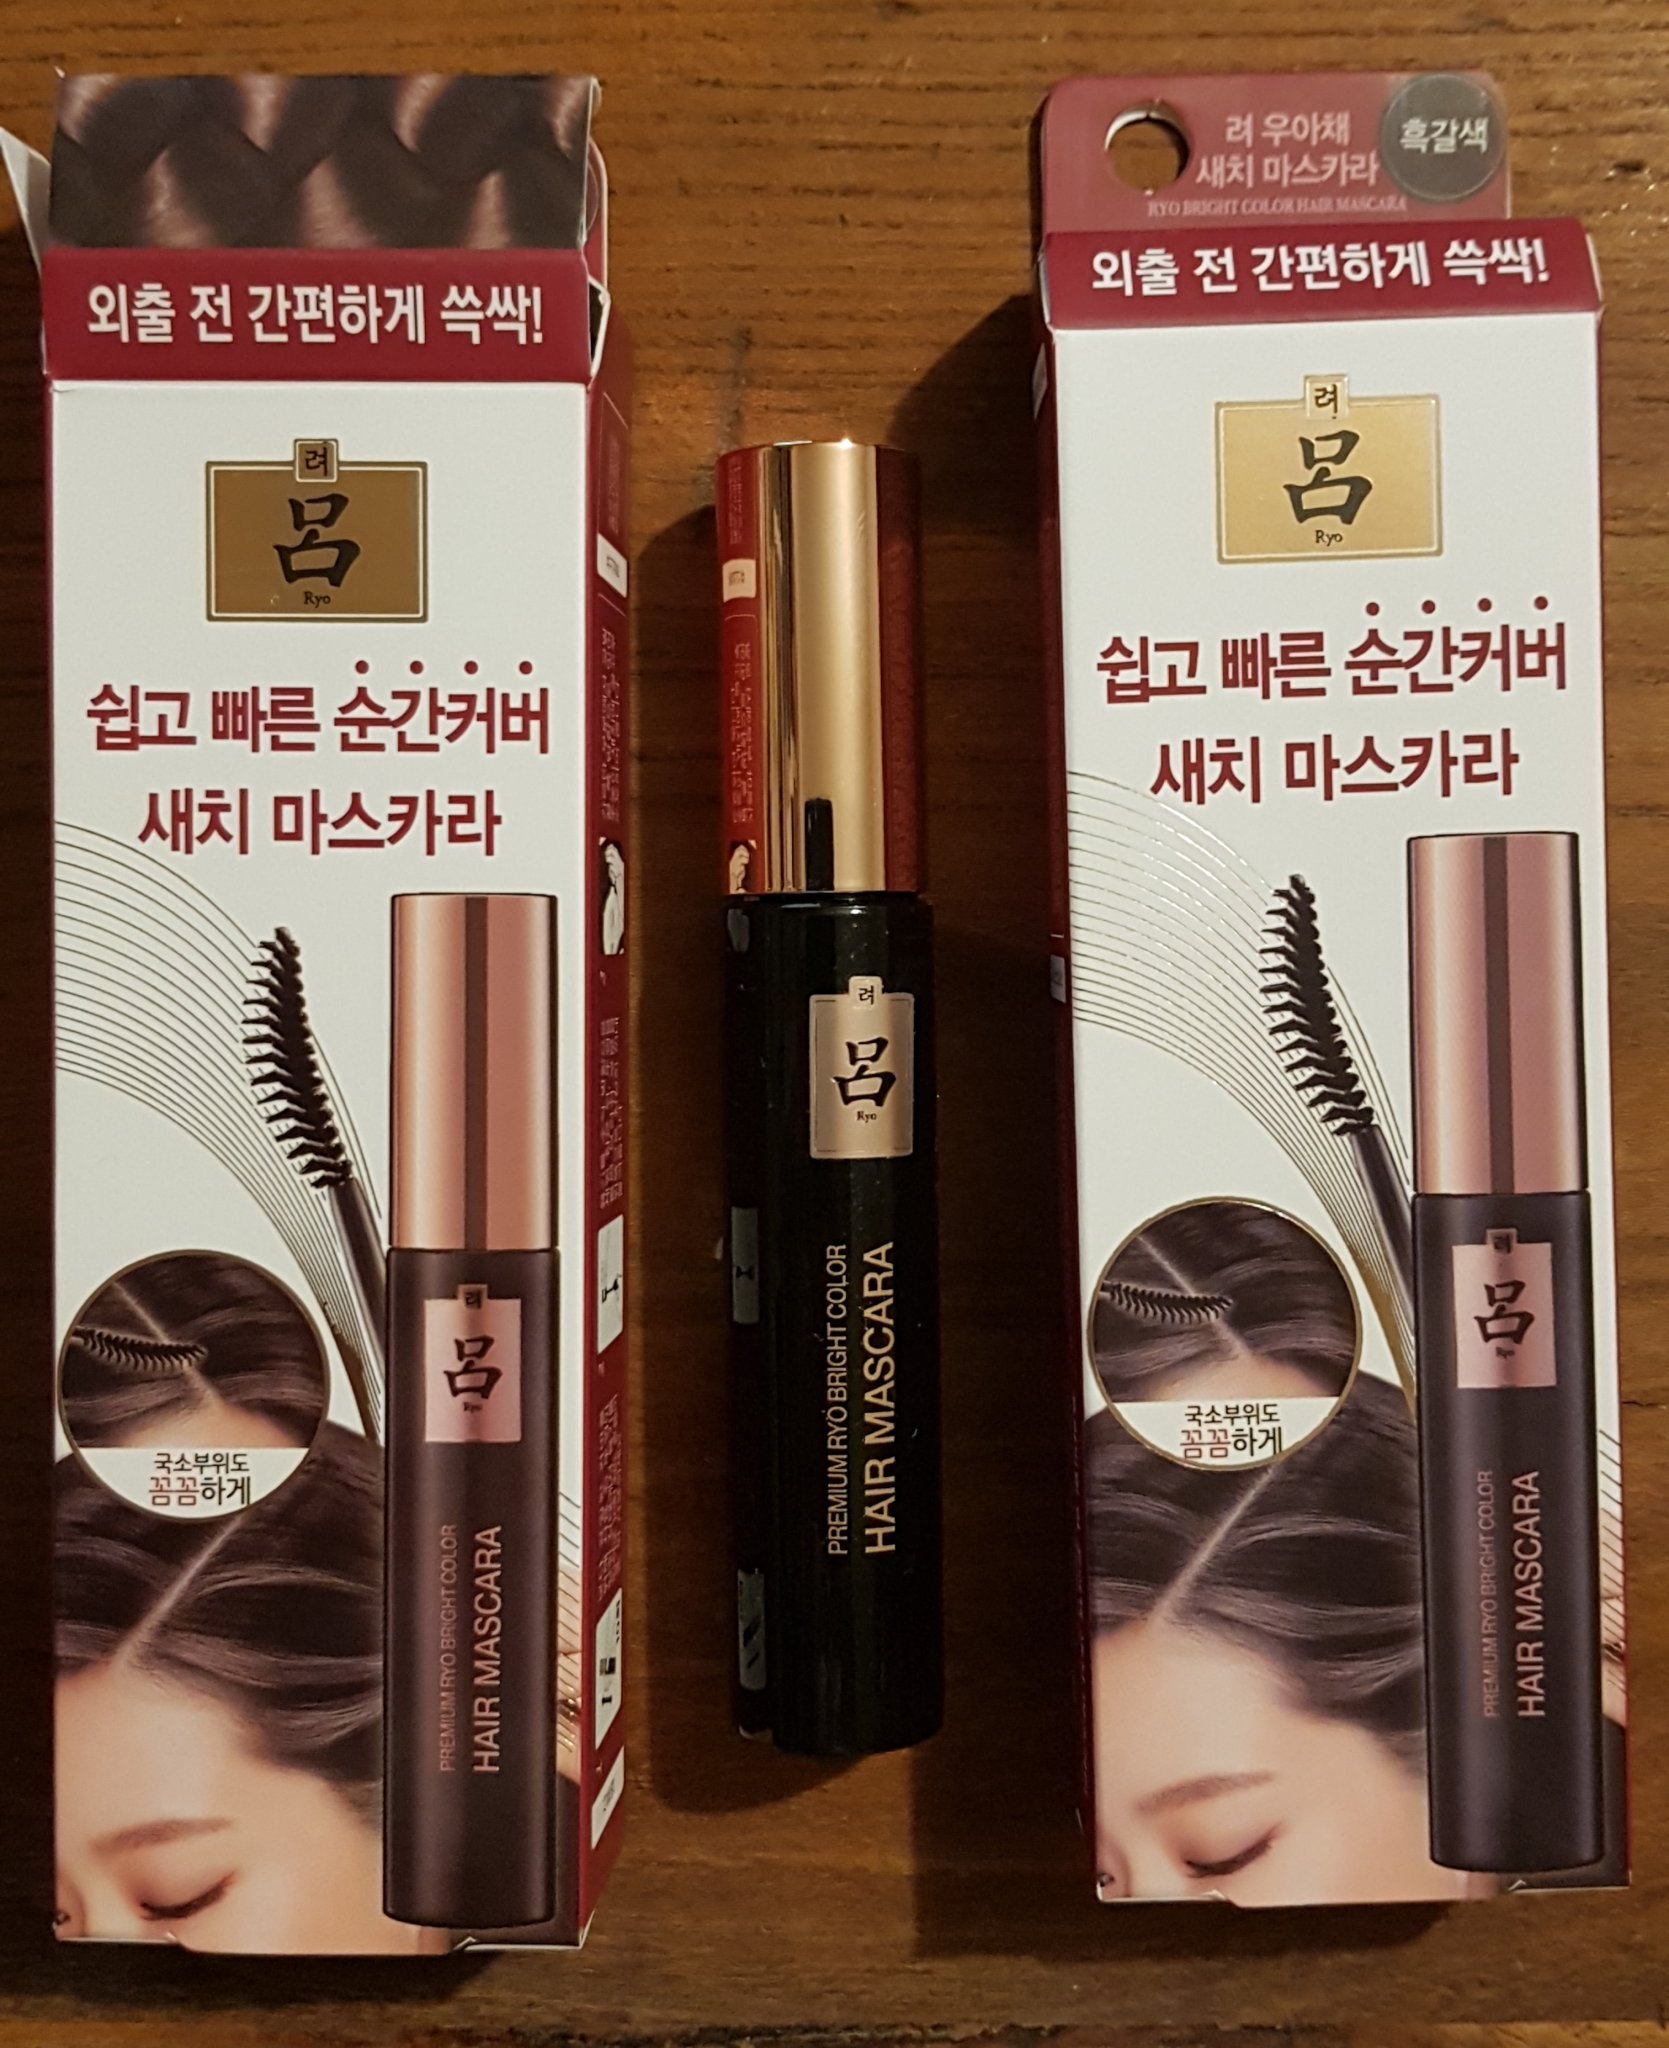 외출 전 간편하게 쓱싹!
려
呂
Ryo
쉽고 빠른 순간커버
새치 마스카라
국소부위도
꼼꼼하게
려
呂
Ryo
PREMIUM RYO BRIGHT COLOR
HAIR MASCARA
려
呂
Ryo
PREMIUM RYO BRIGHT COLOR
HAIR MASCARA
려 우아채
새치 마스카라
RYO BRIGHT COLOR HAIR MASCARA
흑갈색
외출 전 간편하게 쓱싹!
려
呂
Ryo
쉽고 빠른 순간커버
새치 마스카라
국소부위도
꼼꼼하게
려
呂
Ryo
PREMIUM RYO BRIGHT COLOR
HAIR MASCARA